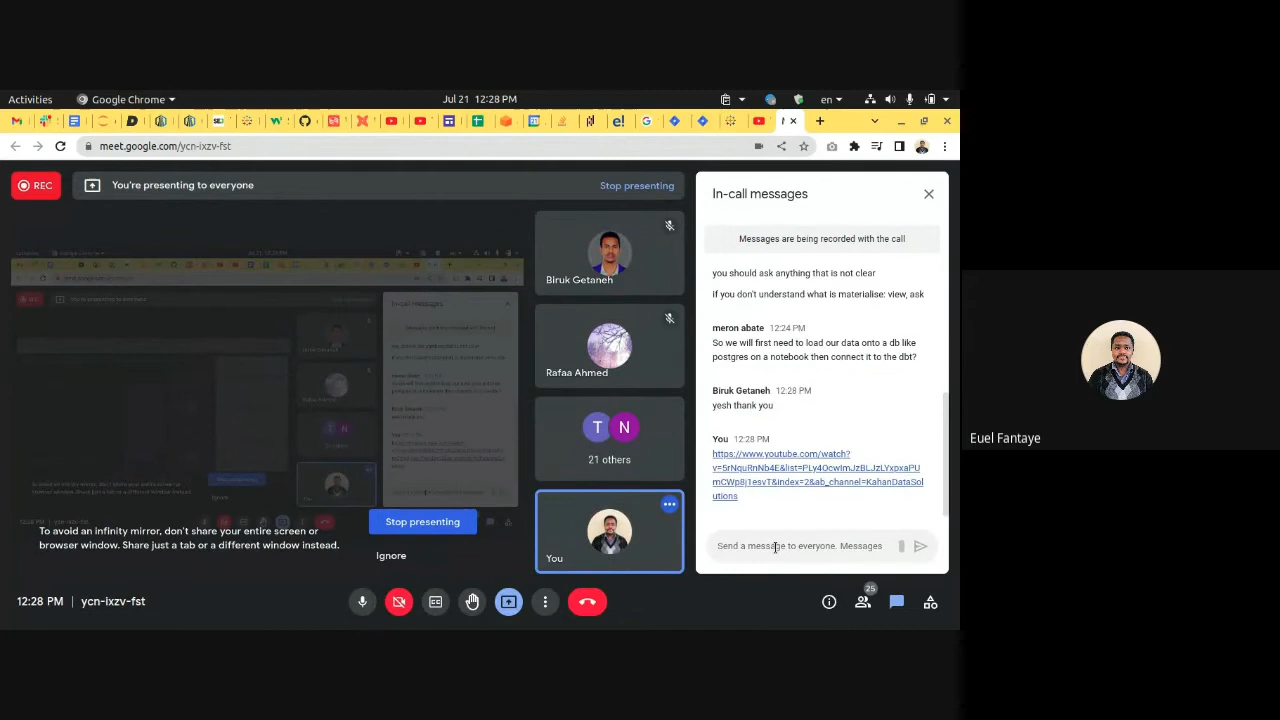 Activities
Google Chrome
Jul 21 12:28 PM
en
meet.google.com/ycn-ixzv-fst
REC
You're presenting to everyone
Stop presenting
In-call messages
Messages are being recorded with the call
you should ask anything that is not clear
if you don't understand what is materialise: view, ask
meron abate 12:24 PM
So we will first need to load our data onto a db like
postgres on a notebook then connect it to the dbt?
Biruk Getaneh 12:28 PM
yesh thank you
You 12:28 PM
https://www.youtube.com/watch?
v=5rNquRnNb4E&list=PLy4OcwImJzBLJzLYxpxaPU
mCWp8j1esvT&index=2&ab_channel=KahanDataSol
utions
Send a message to everyone. Messages
Biruk Getaneh
Rafaa Ahmed
T N
21 others
You
To avoid an infinity mirror, don't share your entire screen or
browser window. Share just a tab or a different window instead.
Stop presenting
Ignore
12:28 PM | ycn-ixzv-fst
25
Euel Fantaye